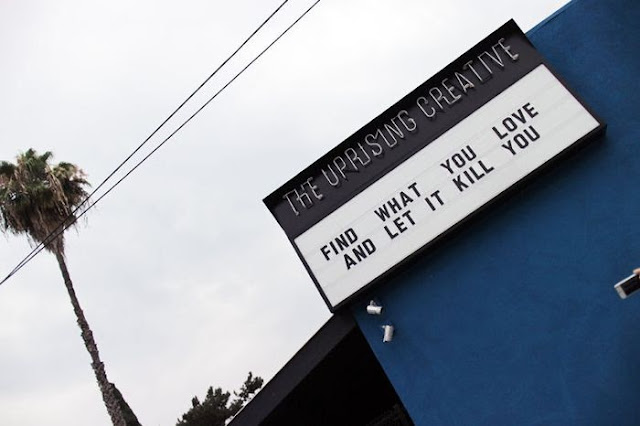 THE UPRISING CREATIVE
FIND WHAT YOU LOVE
AND LET IT KILL YOU